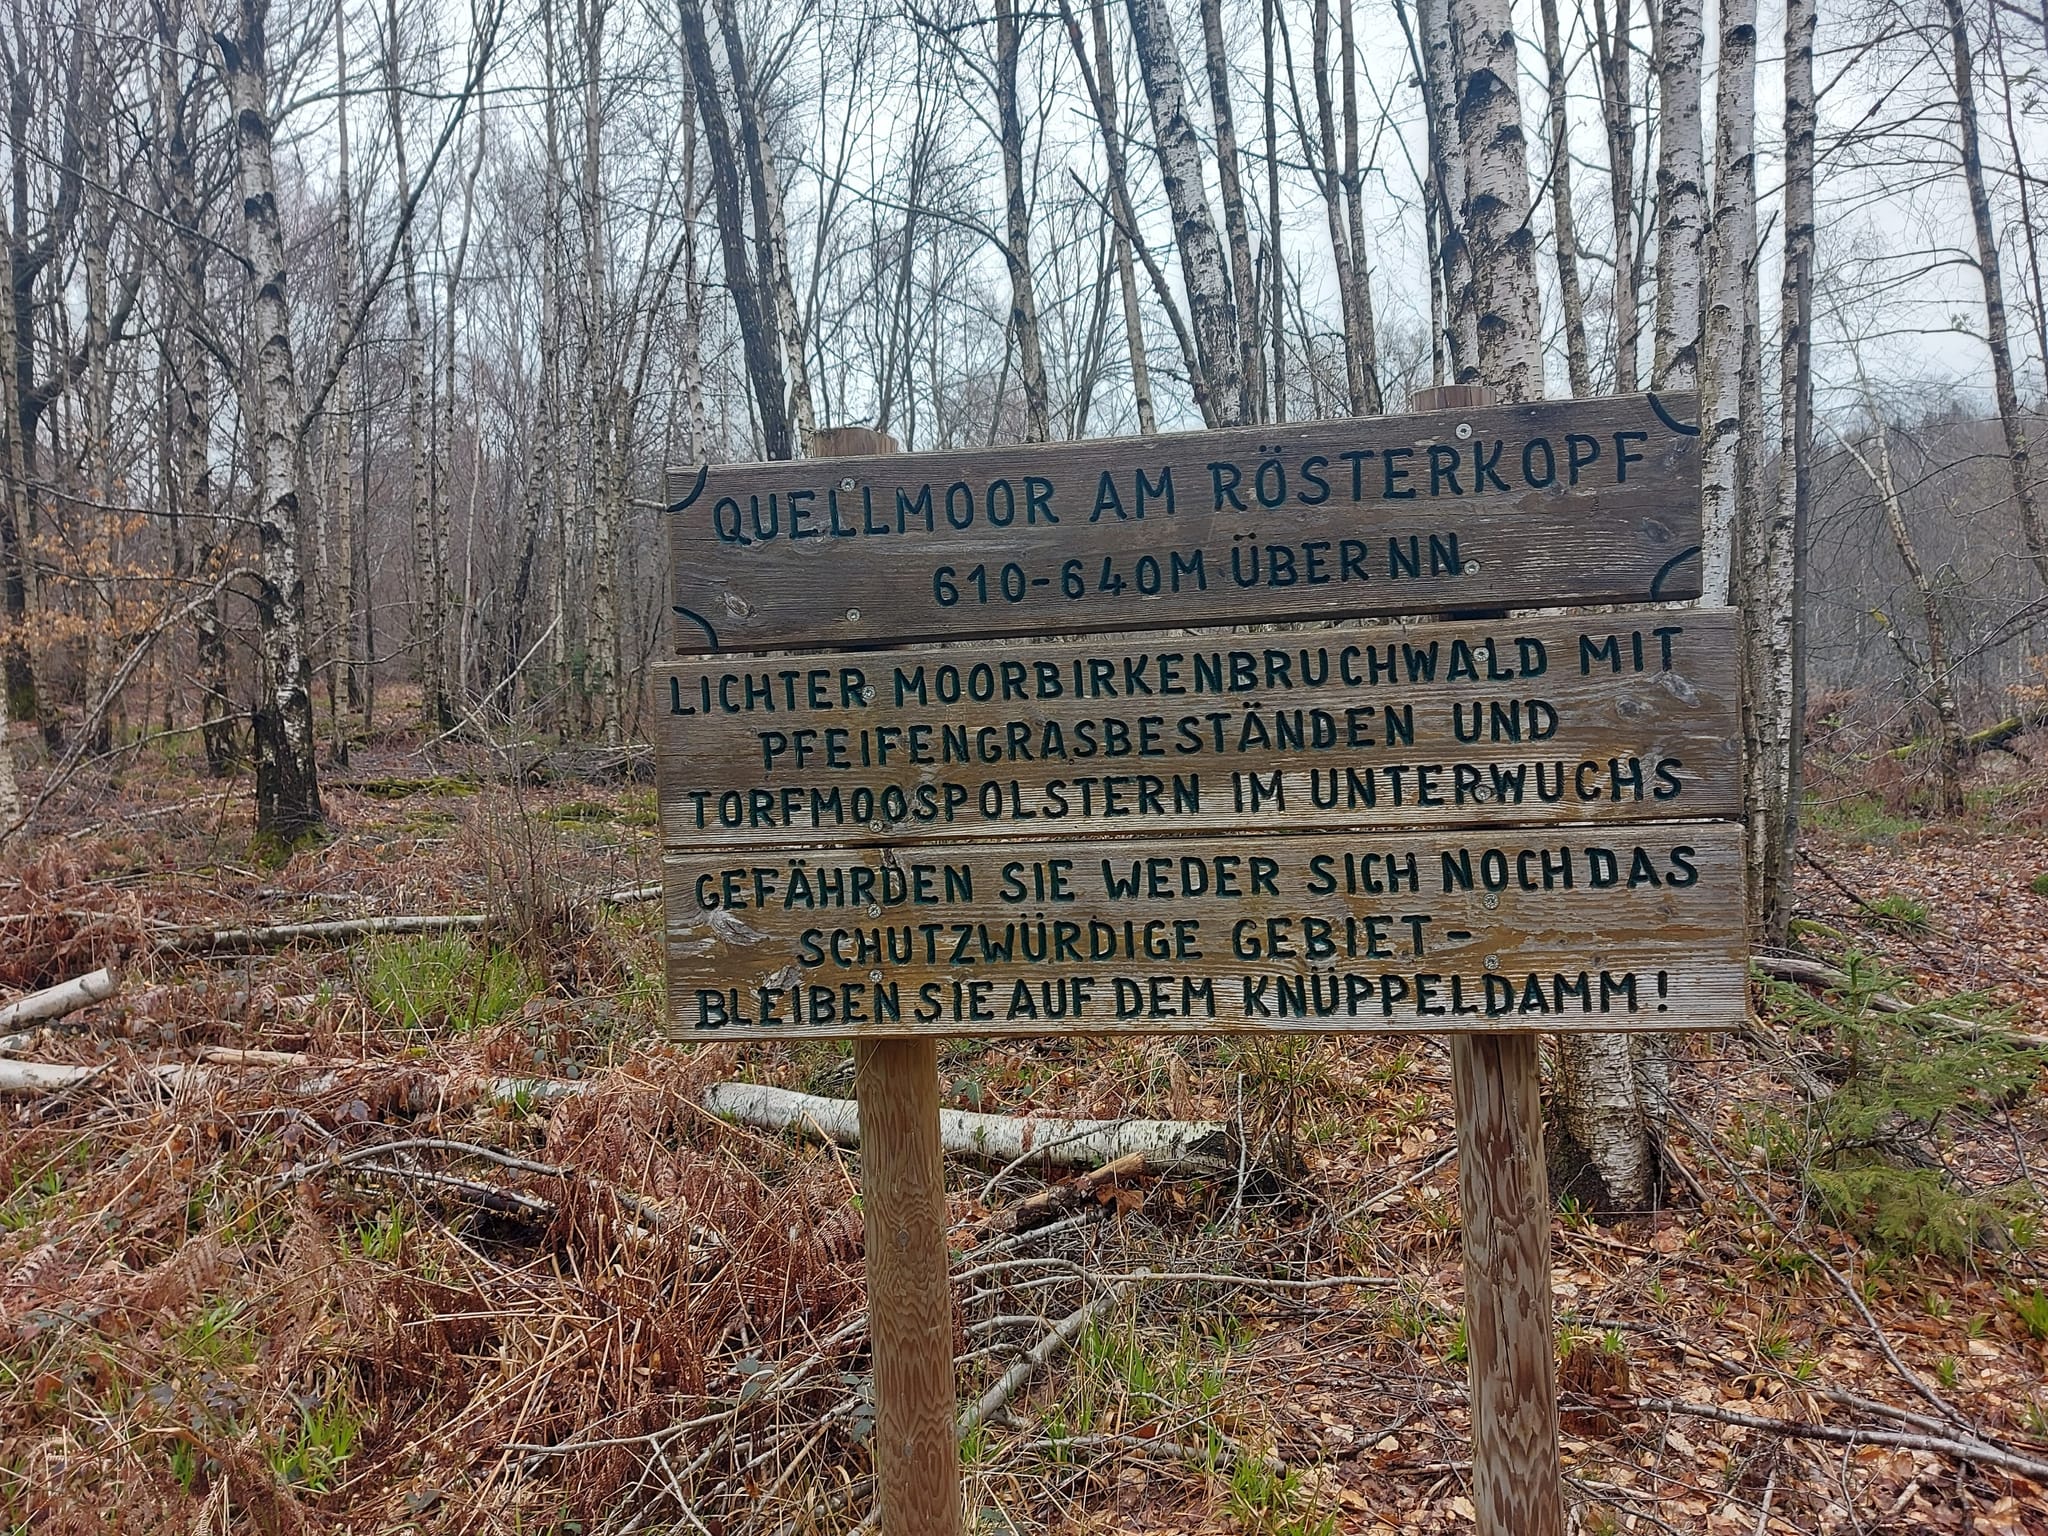 QUELLMOOR AM RÖSTERKOPF
610-640M ÜBER NN
LICHTER MOORBIRKENBRUCHWALD MIT
PFEIFENGRASBESTÄNDEN UND
TORFMOOSPOLSTERN IM UNTERWUCHS
GEFÄHRDEN SIE WEDER SICH NOCH DAS
SCHUTZWÜRDIGE GEBIET-
BLEIBEN SIE AUF DEM KNÜPPELDAMM!